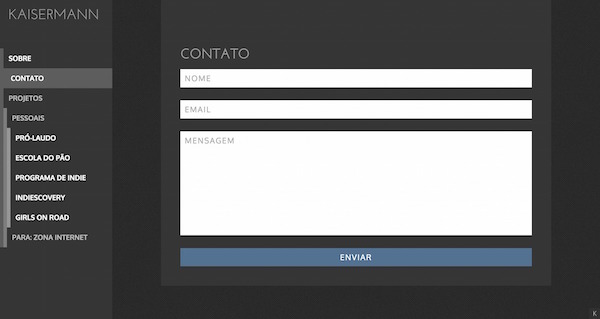 KAISERMANN
SOBRE
CONTATO
PROJETOS
PESSOAIS
PRÓ-LAUDO
ESCOLA DO PÃO
PROGRAMA DE INDIE
INDIESCOVERY
GIRLS ON ROAD
PARA: ZONA INTERNET
CONTATO
NOME
EMAIL
MENSAGEM
ENVIAR
K